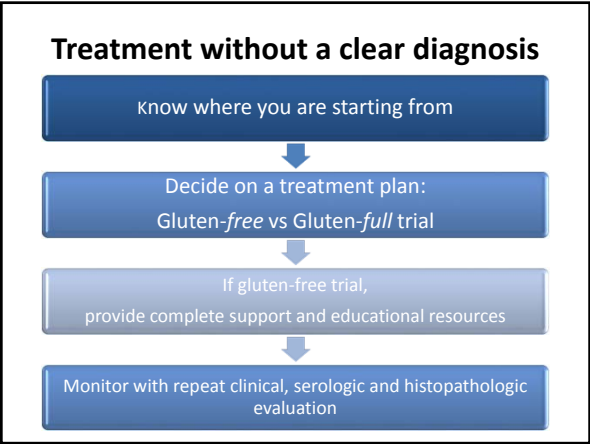 Treatment without a clear diagnosis
Know where you are starting from
Decide on a treatment plan:
Gluten-free vs Gluten-full trial
If gluten-free trial,
provide complete support and educational resources
Monitor with repeat clinical, serologic and histopathologic
evaluation